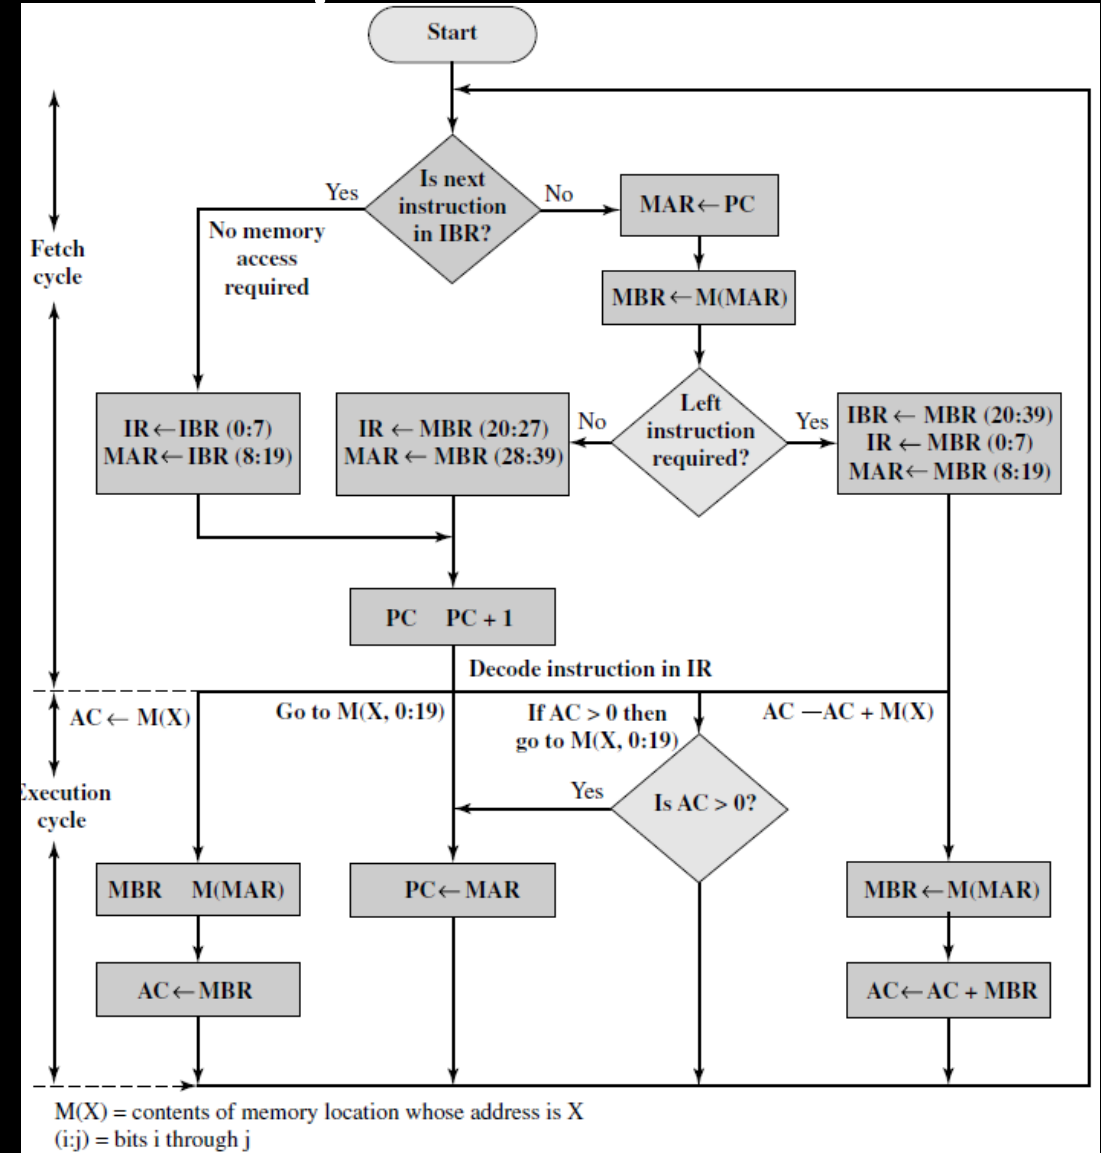 Start
Is next
instruction
in IBR?
Yes
No
MAR ← PC
No memory
access
required
Fetch
cycle
MBR ← M(MAR)
Left
instruction
required?
No
Yes
IR ← IBR (0:7)
MAR ← IBR (8:19)
IR ← MBR (20:27)
MAR ← MBR (28:39)
IBR ← MBR (20:39)
IR ← MBR (0:7)
MAR ← MBR (8:19)
PC PC + 1
Decode instruction in IR
AC ← M(X)
Go to M(X, 0:19)
If AC > 0 then
go to M(X, 0:19)
AC — AC + M(X)
Execution
cycle
Yes
Is AC > 0?
MBR M(MAR)
PC ← MAR
MBR ← M(MAR)
AC ← MBR
AC ← AC + MBR
M(X) = contents of memory location whose address is X
(i:j) = bits i through j